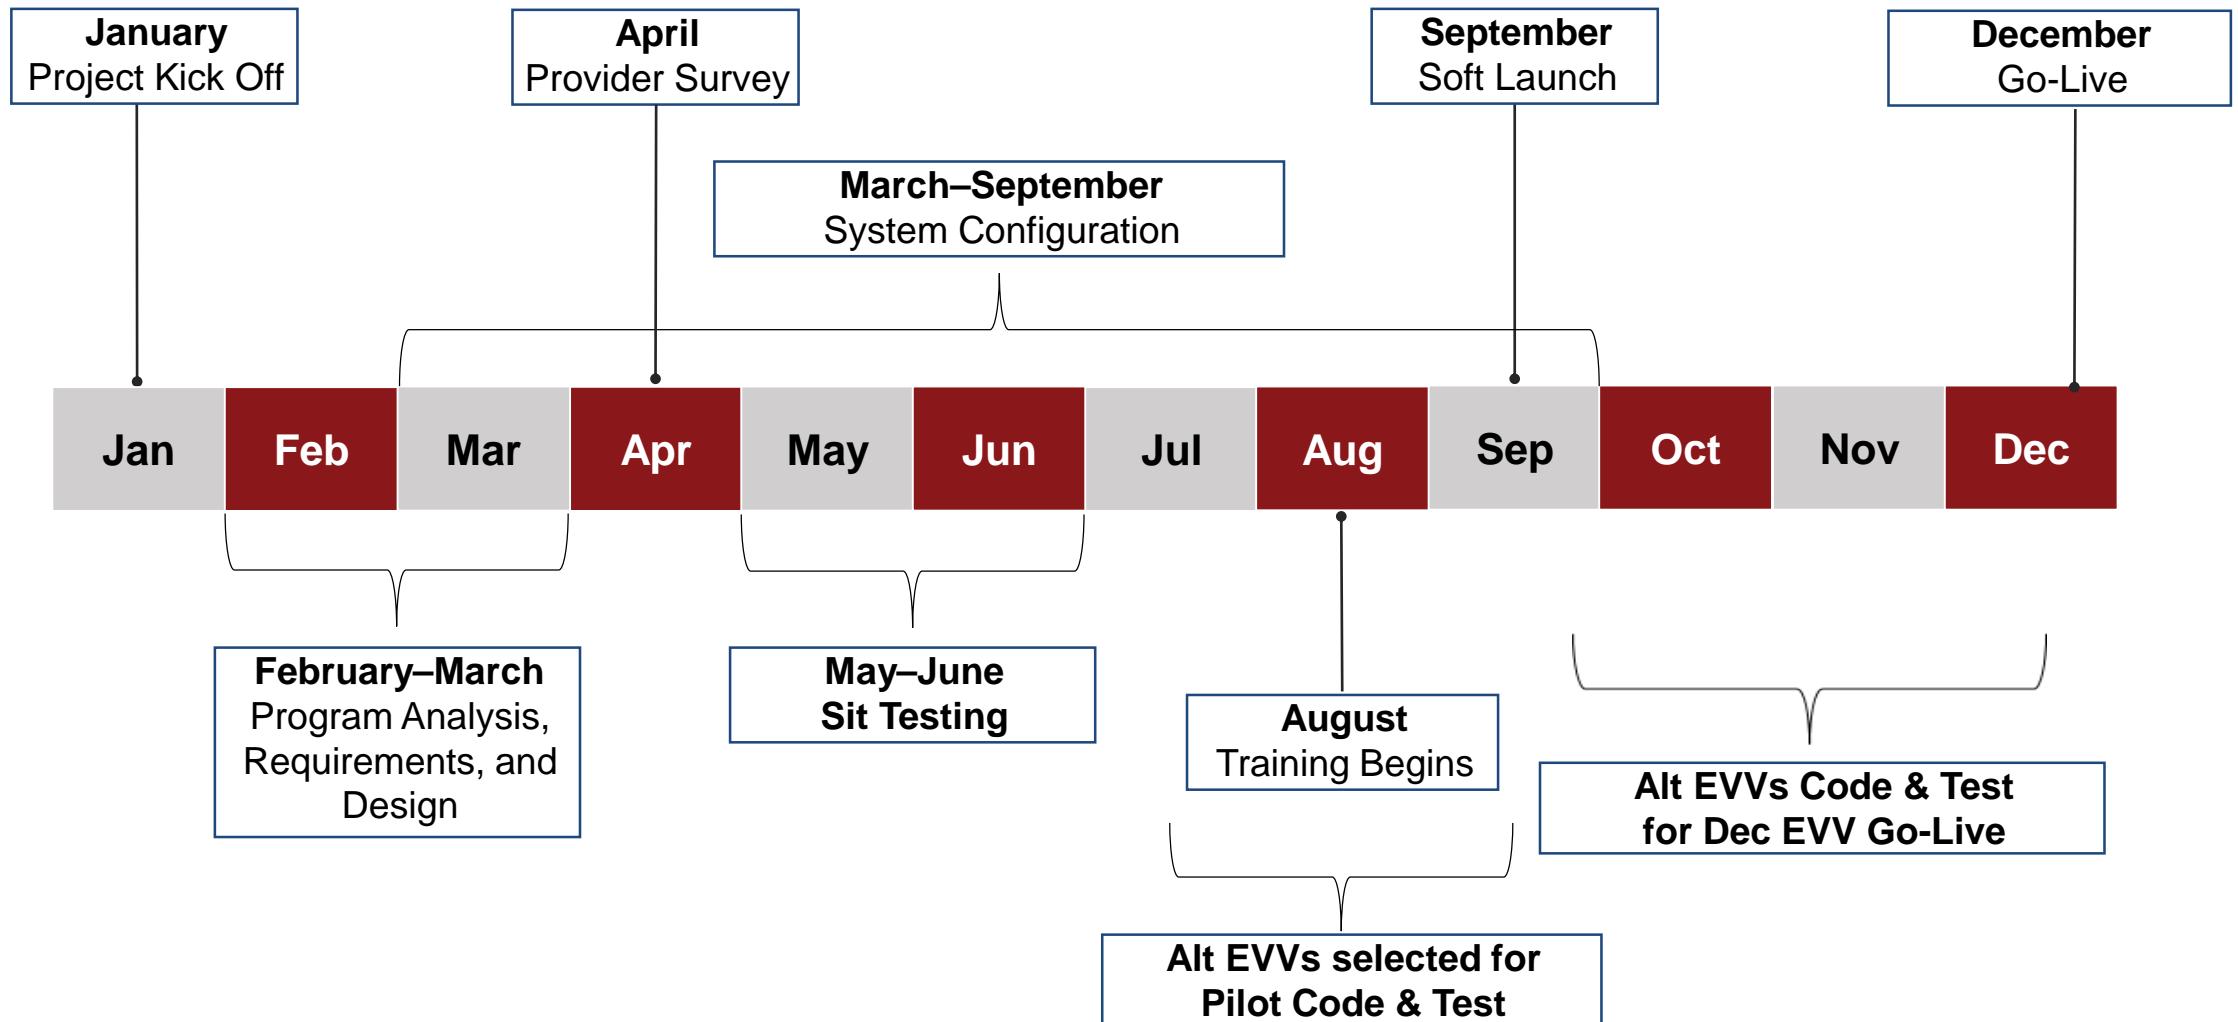 January
Project Kick Off
April
Provider Survey
September
Soft Launch
December
Go-Live
March–September
System Configuration
Jan
Feb
Mar
Apr
May
Jun
Jul
Aug
Sep
Oct
Nov
Dec
February–March
Program Analysis,
Requirements, and
Design
May–June
Sit Testing
August
Training Begins
Alt EVVs Code & Test
for Dec EVV Go-Live
Alt EVVs selected for
Pilot Code & Test